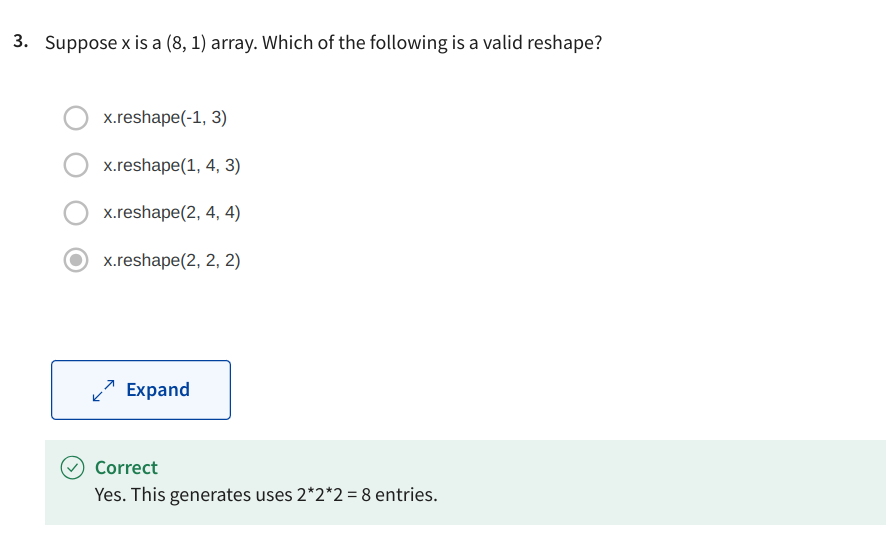 3. Suppose x is a (8, 1) array. Which of the following is a valid reshape?
x.reshape(-1, 3)
x.reshape(1, 4, 3)
x.reshape(2, 4, 4)
x.reshape(2, 2, 2)
Expand
Correct
Yes. This generates uses 2*2*2 = 8 entries.